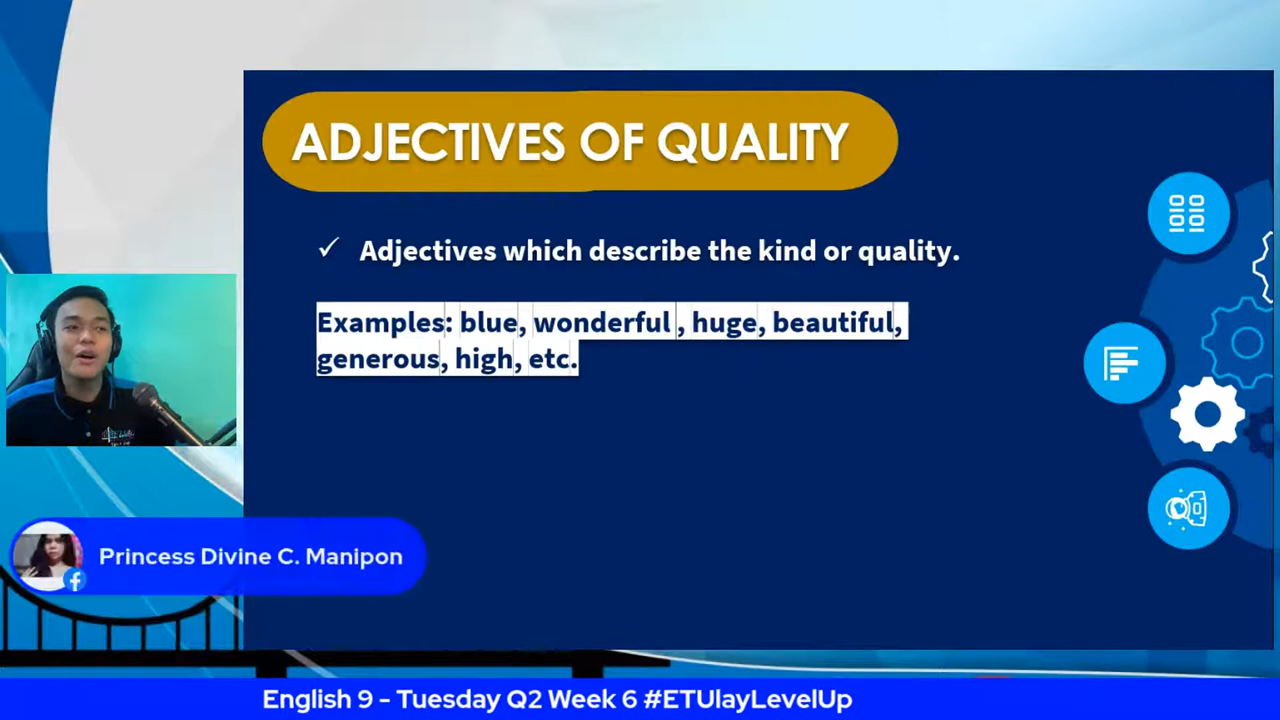 ADJECTIVES OF QUALITY
✓ Adjectives which describe the kind or quality.
Examples: blue, wonderful , huge, beautiful,
generous, high, etc.
Princess Divine C. Manipon
English 9 - Tuesday Q2 Week 6 #ETUlayLevelUp